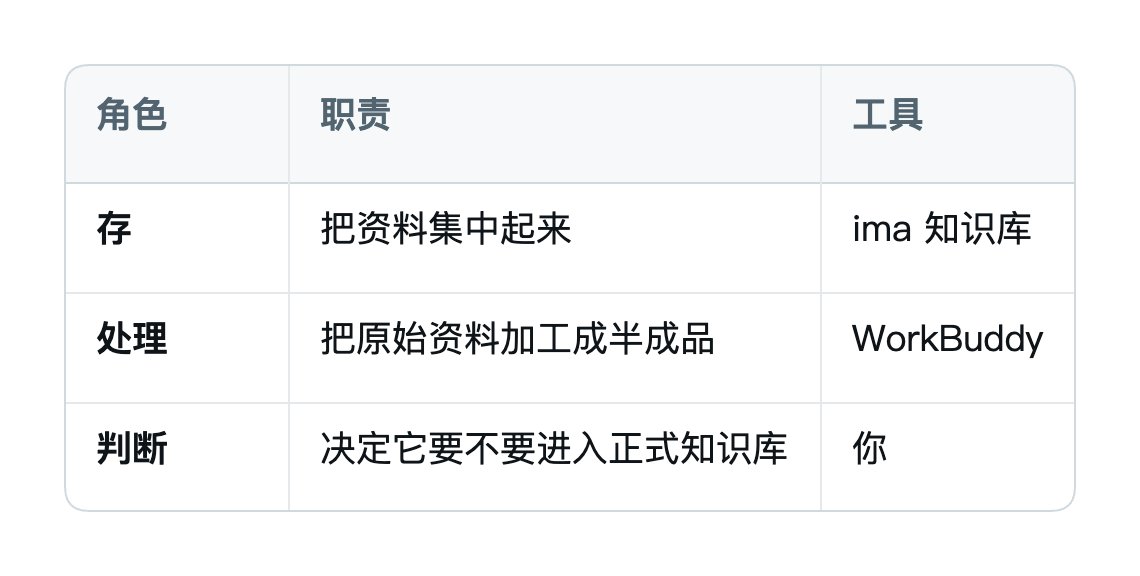 角色 职责 工具
存 把资料集中起来 ima 知识库
处理 把原始资料加工成半成品 WorkBuddy
判断 决定它要不要进入正式知识库 你